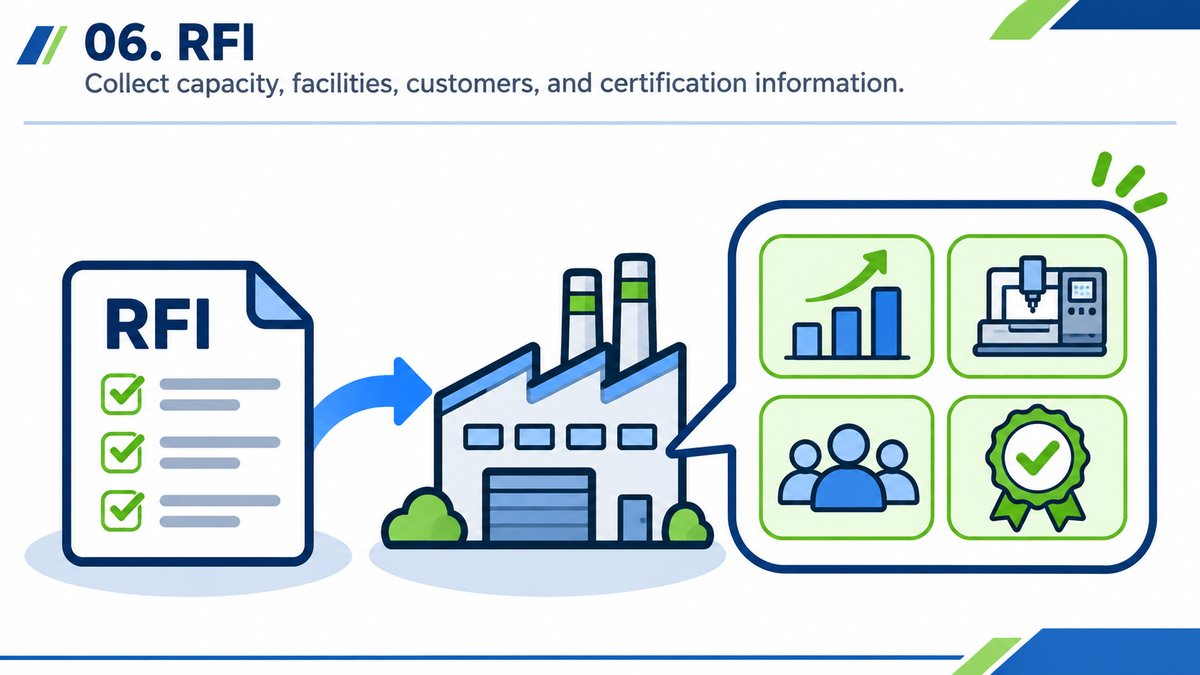 06. RFI
Collect capacity, facilities, customers, and certification information.
RFI